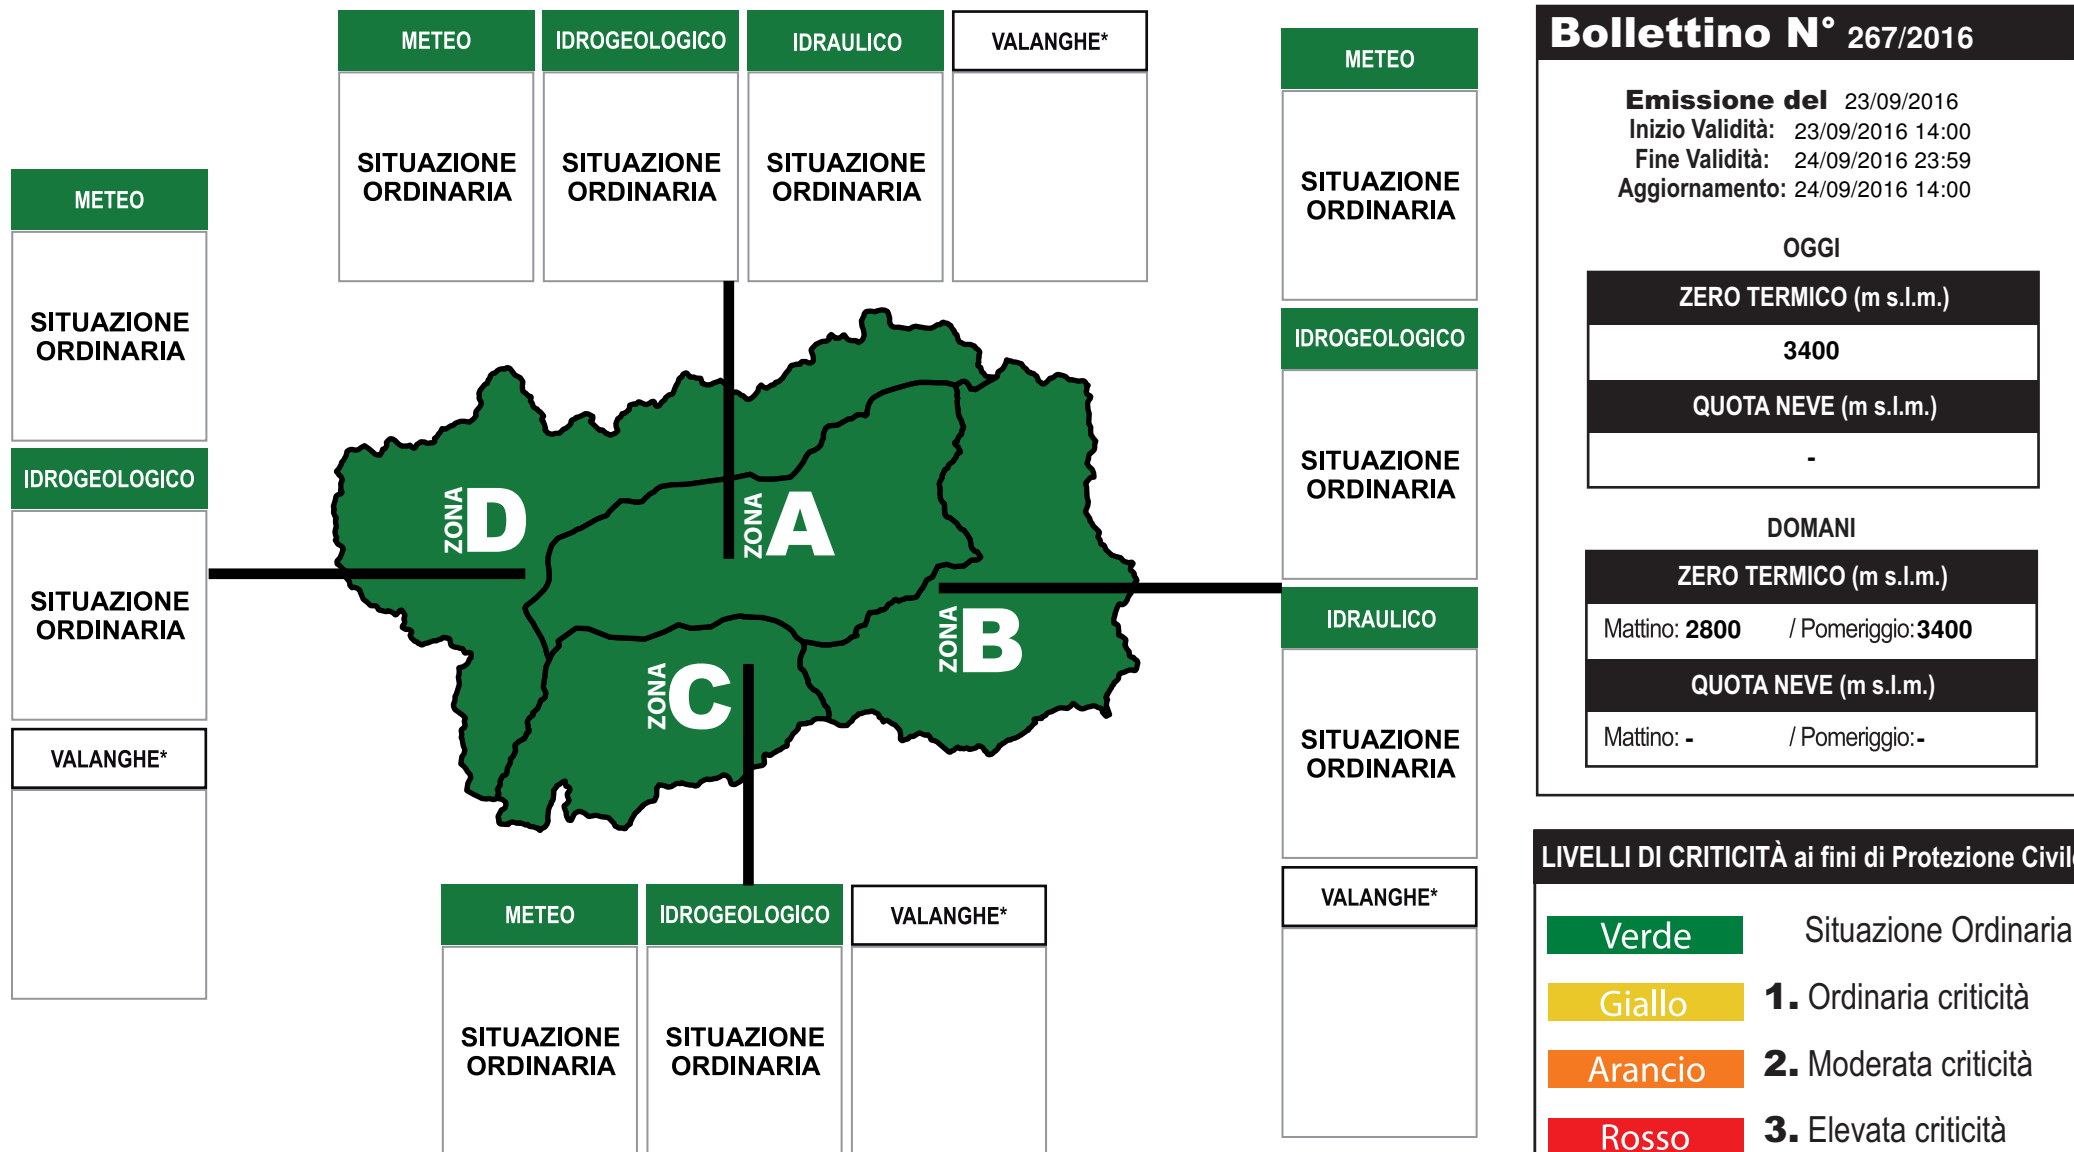 METEO
IDROGEOLOGICO
IDRAULICO
VALANGHE*
SITUAZIONE
ORDINARIA
SITUAZIONE
ORDINARIA
SITUAZIONE
ORDINARIA
METEO
SITUAZIONE
ORDINARIA
IDROGEOLOGICO
SITUAZIONE
ORDINARIA
VALANGHE*
ZONA D
ZONA A
ZONA B
ZONA C
METEO
SITUAZIONE
ORDINARIA
IDROGEOLOGICO
SITUAZIONE
ORDINARIA
IDRAULICO
SITUAZIONE
ORDINARIA
VALANGHE*
METEO
IDROGEOLOGICO
VALANGHE*
SITUAZIONE
ORDINARIA
SITUAZIONE
ORDINARIA
Bollettino N° 267/2016
Emissione del 23/09/2016
Inizio Validità: 23/09/2016 14:00
Fine Validità: 24/09/2016 23:59
Aggiornamento: 24/09/2016 14:00
OGGI
ZERO TERMICO (m s.l.m.)
3400
QUOTA NEVE (m s.l.m.)
-
DOMANI
ZERO TERMICO (m s.l.m.)
Mattino: 2800 / Pomeriggio: 3400
QUOTA NEVE (m s.l.m.)
Mattino: - / Pomeriggio: -
LIVELLI DI CRITICITÀ ai fini di Protezione Civile
Verde Situazione Ordinaria
Giallo 1. Ordinaria criticità
Arancio 2. Moderata criticità
Rosso 3. Elevata criticità